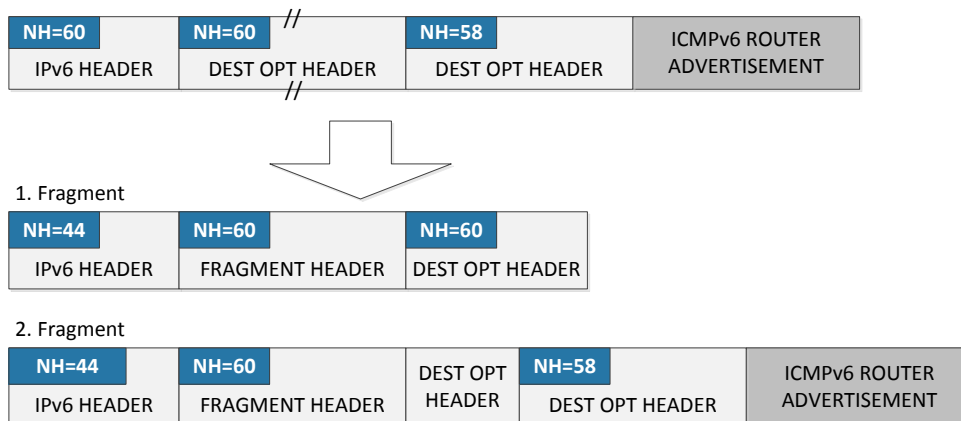 NH=60 NH=60 // NH=58
IPv6 HEADER DEST OPT HEADER DEST OPT HEADER ICMPv6 ROUTER
ADVERTISEMENT
//
1. Fragment
NH=44 NH=60 NH=60
IPv6 HEADER FRAGMENT HEADER DEST OPT HEADER
2. Fragment
NH=44 NH=60 DEST OPT NH=58 ICMPv6 ROUTER
IPv6 HEADER FRAGMENT HEADER HEADER DEST OPT HEADER ADVERTISEMENT